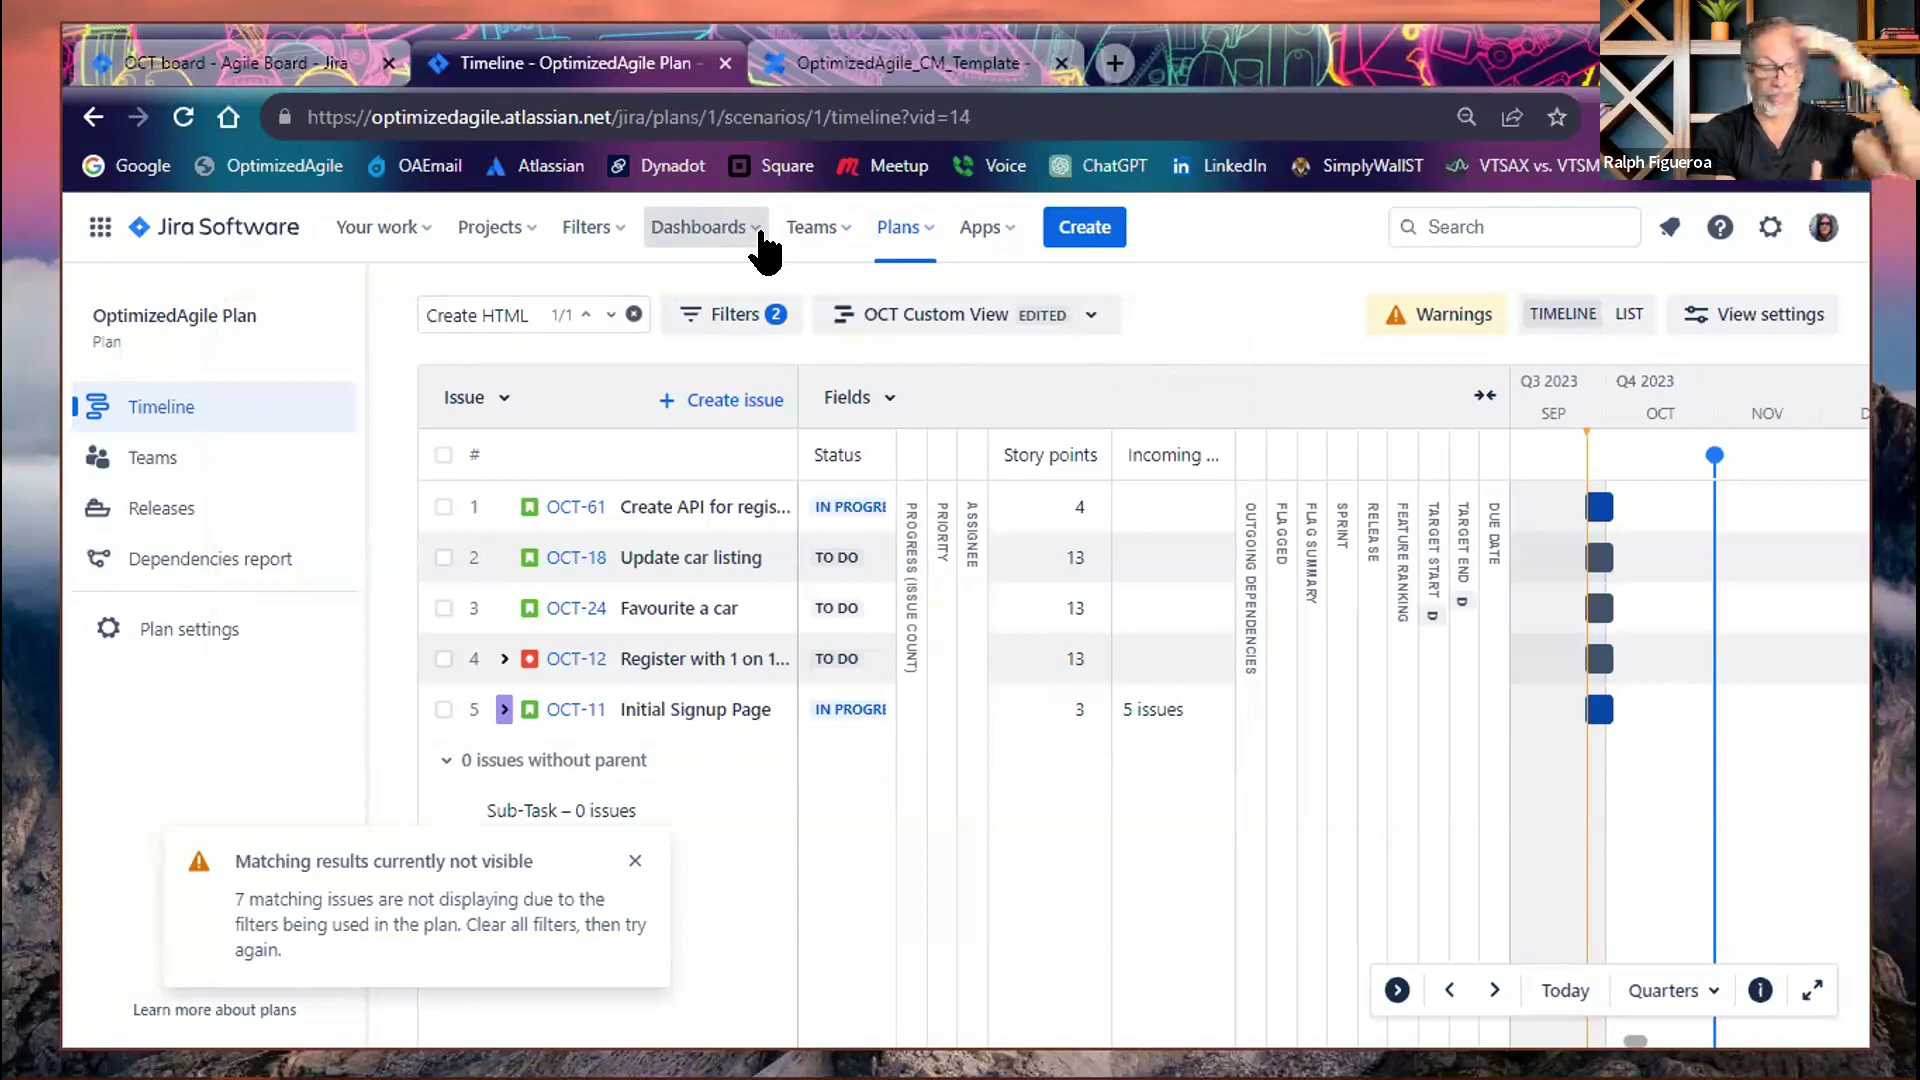 OCT board - Agile Board - Jira
Timeline - OptimizedAgile Plan -
OptimizedAgile_CM_Template -
https://optimizedagile.atlassian.net/jira/plans/1/scenarios/1/timeline?vid=14
Google OptimizedAgile OAEmail Atlassian Dynadot Square Meetup Voice ChatGPT LinkedIn SimplyWallST VTSAX vs. VTSM
Ralph Figueroa
Jira Software Your work Projects Filters Dashboards Teams Plans Apps Create Search
OptimizedAgile Plan
Plan
Timeline
Teams
Releases
Dependencies report
Plan settings
Learn more about plans
Create HTML 1/1 Filters 2 OCT Custom View EDITED Warnings TIMELINE LIST View settings
Issue + Create issue Fields Q3 2023 Q4 2023
SEP OCT NOV D
# Status Story points Incoming ...
PROGRESS (ISSUE COUNT)
PRIORITY
ASSIGNEE
OUTGOING DEPENDENCIES
FLAGGED
FLAG SUMMARY
SPRINT
RELEASE
FEATURE RANKING
TARGET START D
TARGET END D
DUE DATE
1 OCT-61 Create API for regis... IN PROGRE 4
2 OCT-18 Update car listing TO DO 13
3 OCT-24 Favourite a car TO DO 13
4 OCT-12 Register with 1 on 1... TO DO 13
5 OCT-11 Initial Signup Page IN PROGRE 3 5 issues
0 issues without parent
Sub-Task – 0 issues
Matching results currently not visible
7 matching issues are not displaying due to the
filters being used in the plan. Clear all filters, then try
again.
Today Quarters